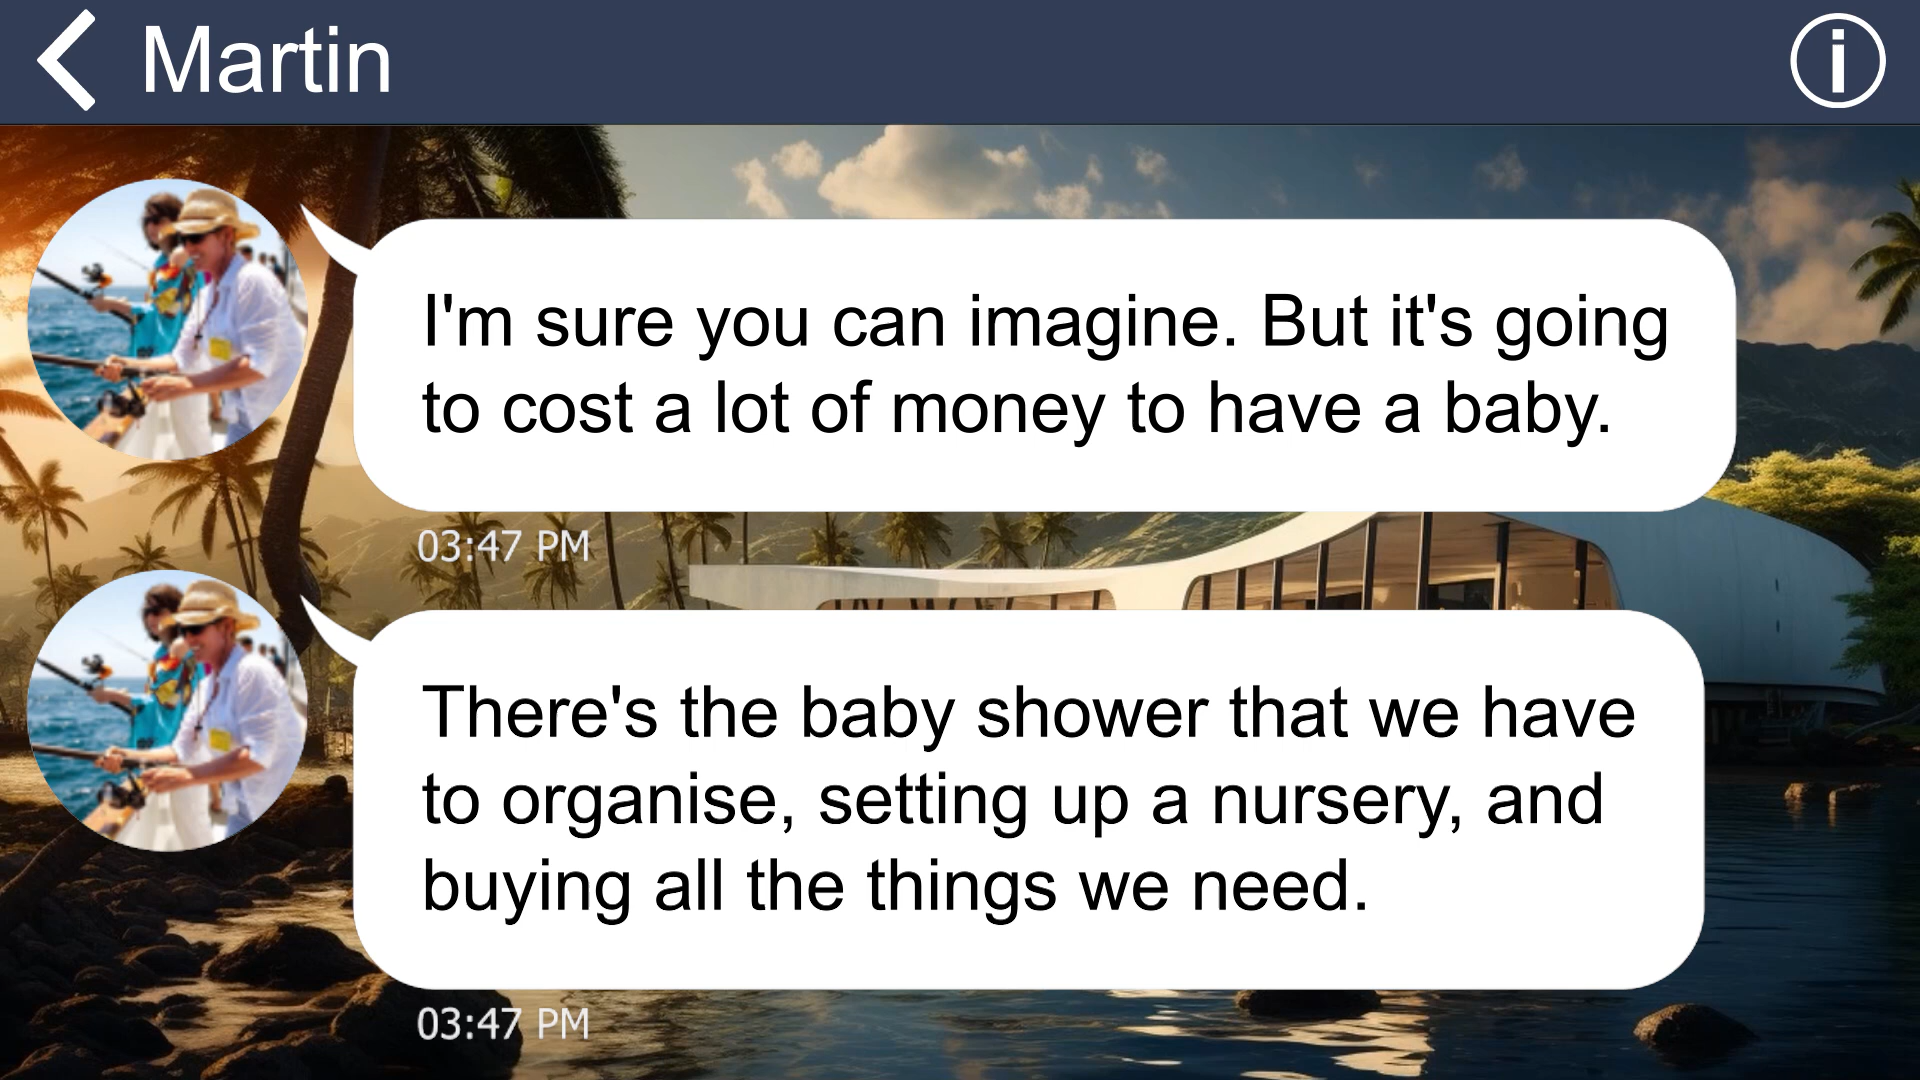 Martin
I'm sure you can imagine. But it's going
to cost a lot of money to have a baby.
03:47 PM
There's the baby shower that we have
to organise, setting up a nursery, and
buying all the things we need.
03:47 PM